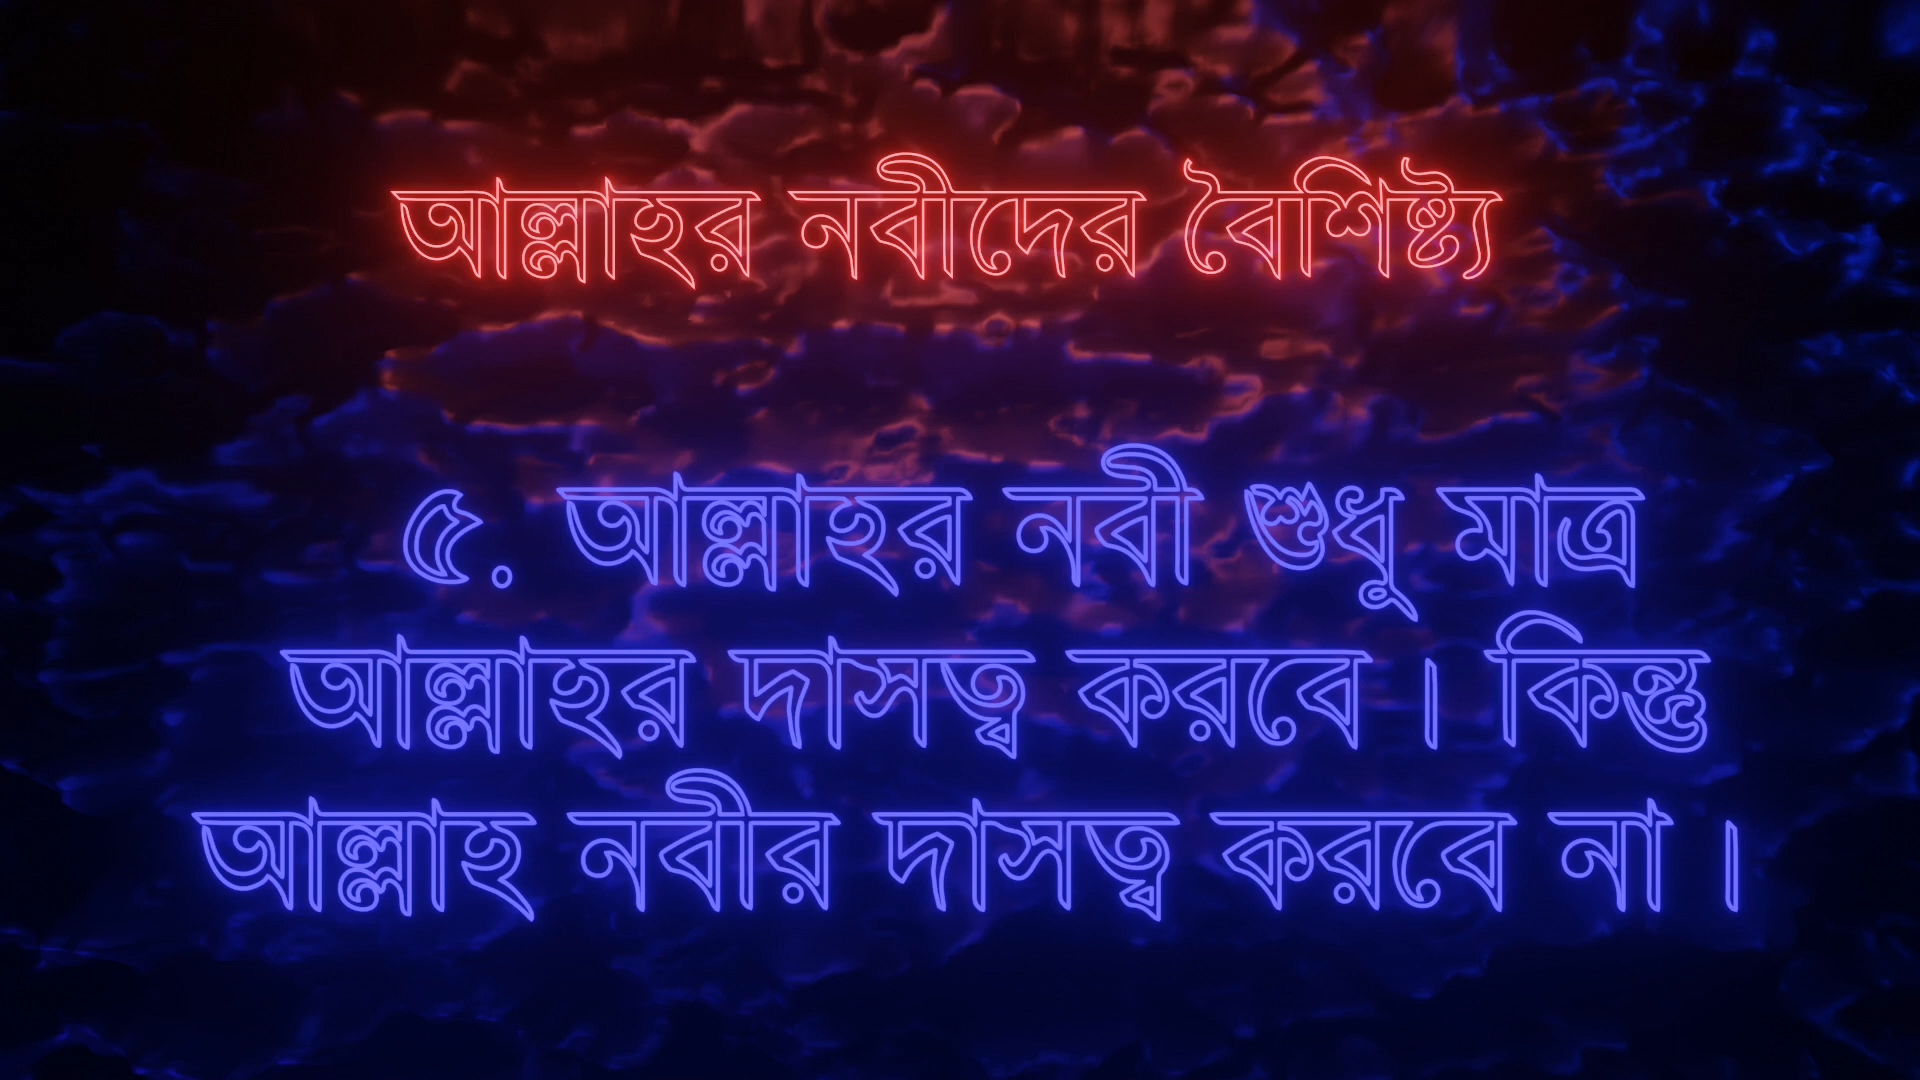 আল্লাহর নবীদের বৈশিষ্ট্য
৫. আল্লাহর নবী শুধু মাত্র
আল্লাহর দাসত্ব করবে। কিন্তু
আল্লাহ নবীর দাসত্ব করবে না।